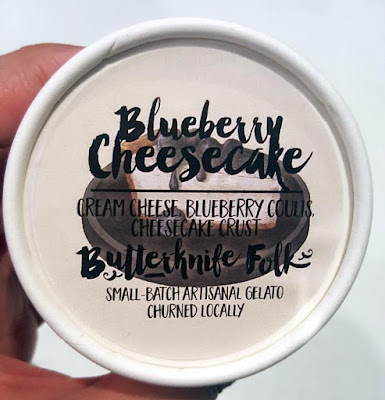 Blueberry
Cheesecake
CREAM CHEESE, BLUEBERRY COULIS,
CHEESECAKE CRUST
Butterknife Folk
SMALL-BATCH ARTISANAL GELATO
CHURNED LOCALLY